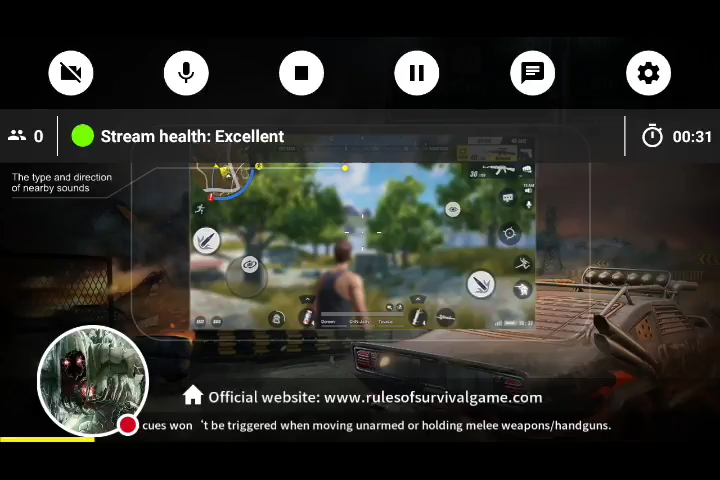 0
Stream health: Excellent
00:31
The type and direction
of nearby sounds
Official website: www.rulesofsurvivalgame.com
cues won 't be triggered when moving unarmed or holding melee weapons/handguns.